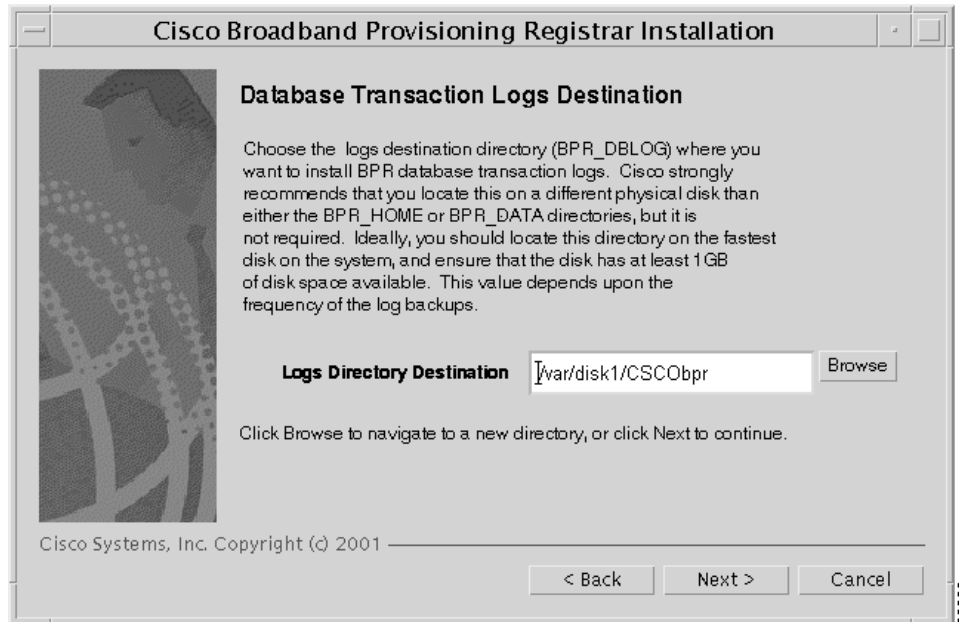 Cisco Broadband Provisioning Registrar Installation
Database Transaction Logs Destination
Choose the logs destination directory (BPR_DBLOG) where you
want to install BPR database transaction logs. Cisco strongly
recommends that you locate this on a different physical disk than
either the BPR_HOME or BPR_DATA directories, but it is
not required. Ideally, you should locate this directory on the fastest
disk on the system, and ensure that the disk has at least 1GB
of disk space available. This value depends upon the
frequency of the log backups.
Logs Directory Destination /var/disk1/CSCObpr Browse
Click Browse to navigate to a new directory, or click Next to continue.
Cisco Systems, Inc. Copyright (c) 2001
< Back Next > Cancel